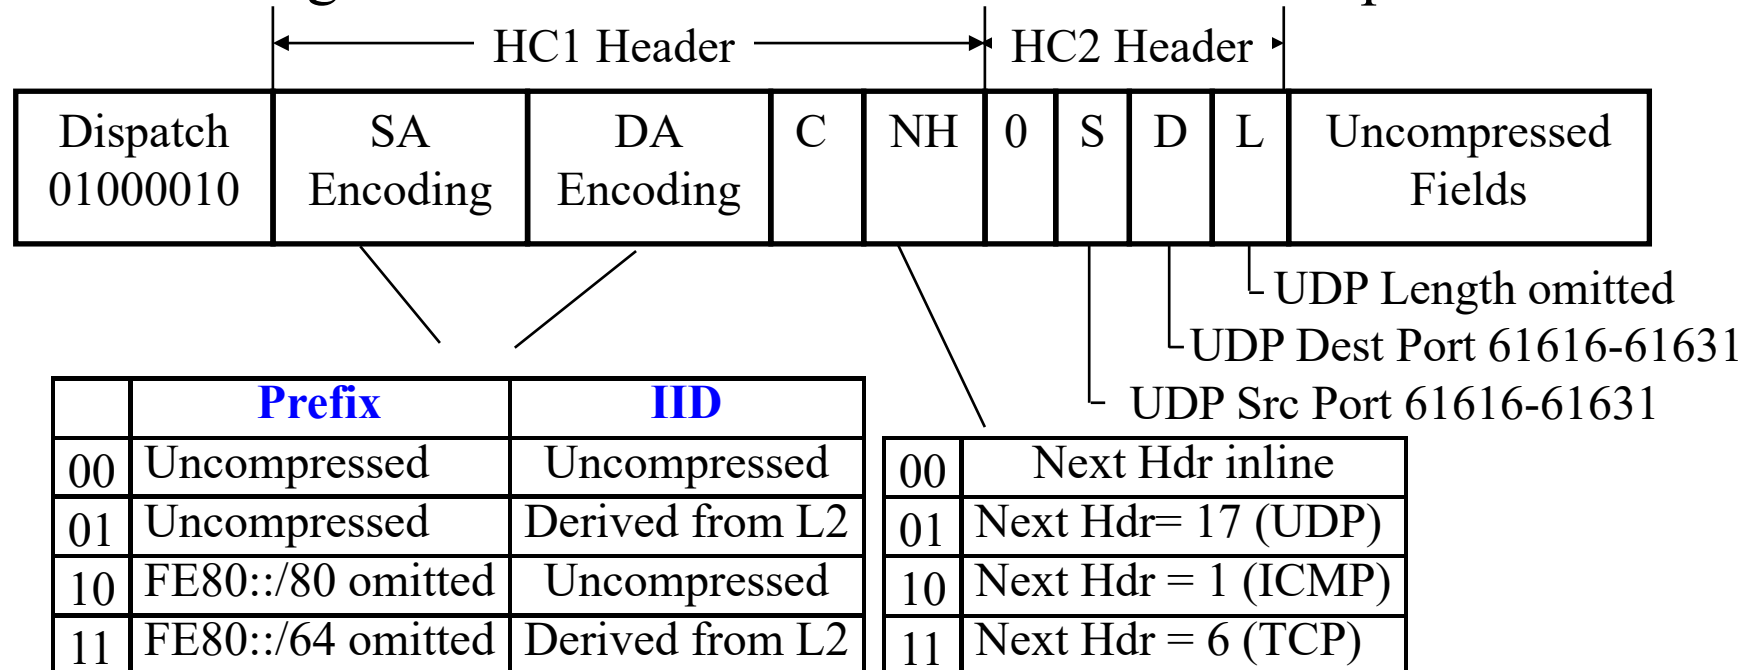 HC1 Header HC2 Header
Dispatch SA DA C NH 0 S D L Uncompressed
01000010 Encoding Encoding Fields
UDP Length omitted
UDP Dest Port 61616-61631
UDP Src Port 61616-61631
Prefix IID
00 Uncompressed Uncompressed
01 Uncompressed Derived from L2
10 FE80::/80 omitted Uncompressed
11 FE80::/64 omitted Derived from L2
00 Next Hdr inline
01 Next Hdr= 17 (UDP)
10 Next Hdr = 1 (ICMP)
11 Next Hdr = 6 (TCP)